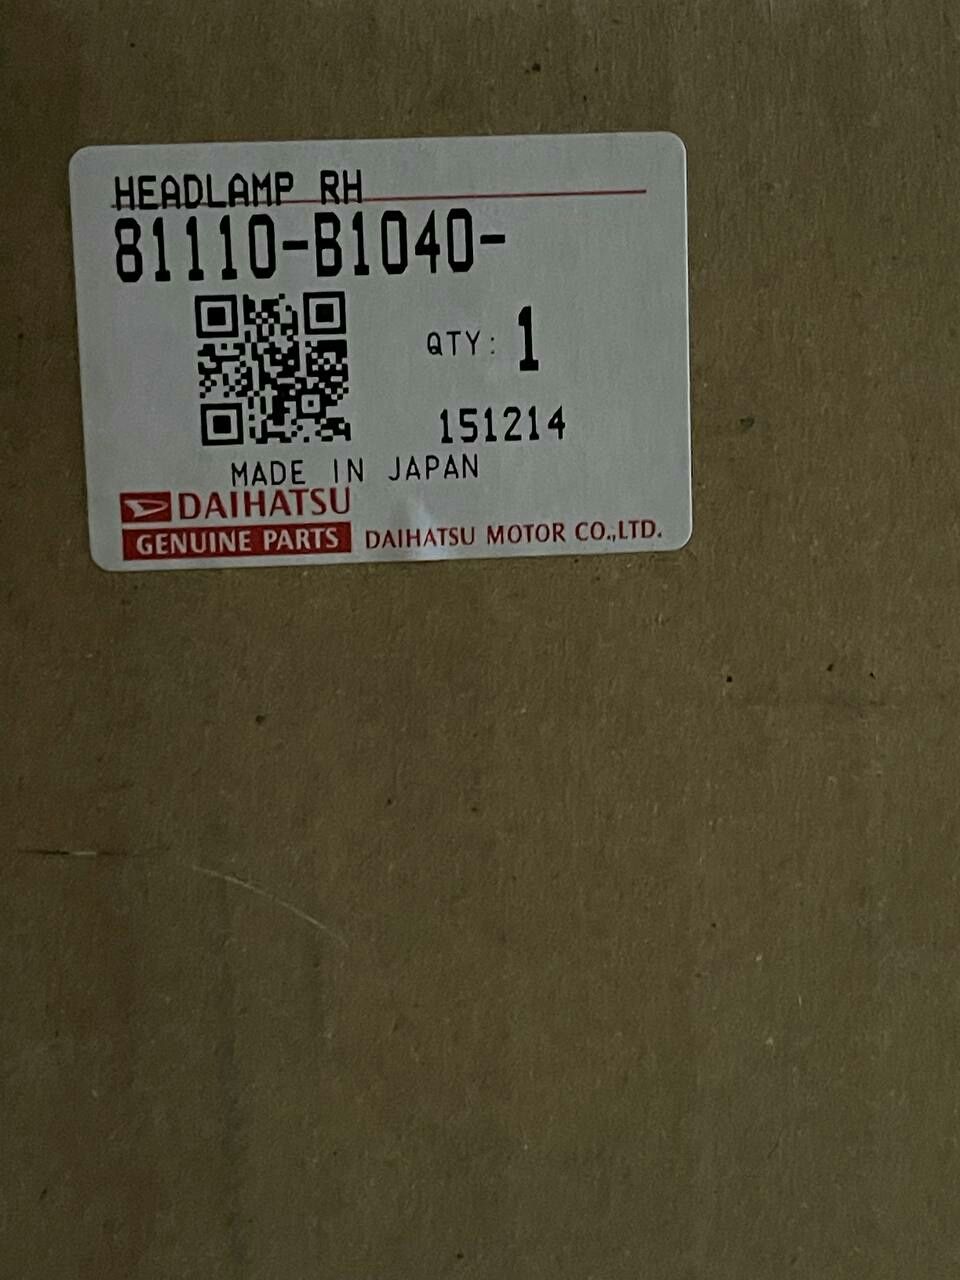 HEADLAMP RH
81110-B1040-
QTY: 1
151214
MADE IN JAPAN
DAIHATSU
GENUINE PARTS DAIHATSU MOTOR CO.,LTD.